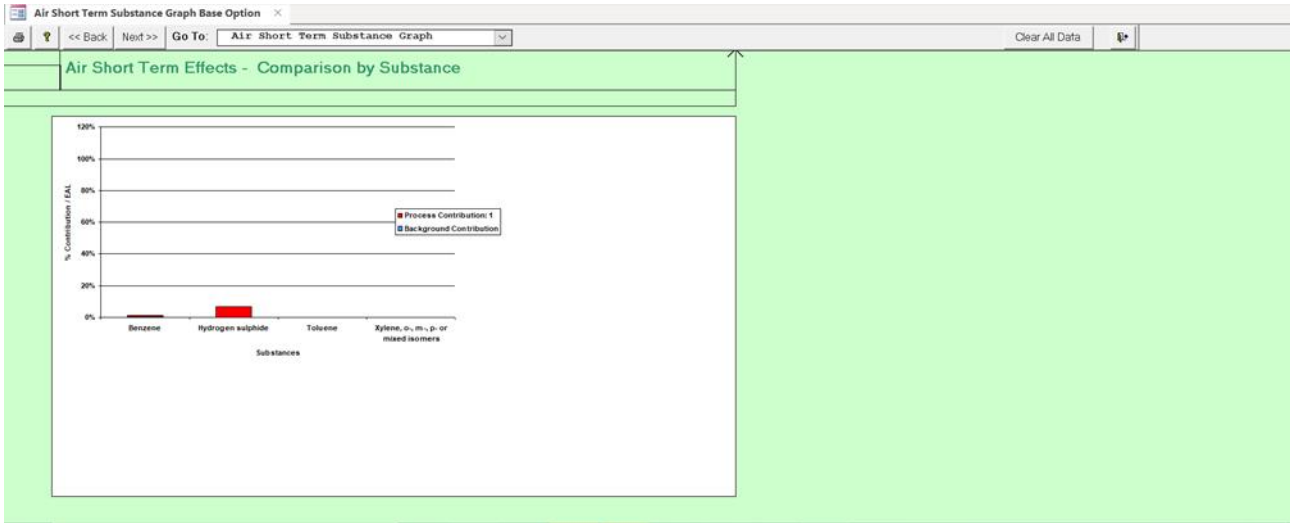 Air Short Term Substance Graph Base Option ×
? << Back Next >> Go To: Air Short Term Substance Graph Clear All Data
Air Short Term Effects - Comparison by Substance
120%
100%
80%
60%
40%
20%
0%
% Contribution / EAL
Process Contribution: 1
Background Contribution
Benzene Hydrogen sulphide Toluene Xylene, o-, m-, p- or
mixed isomers
Substances